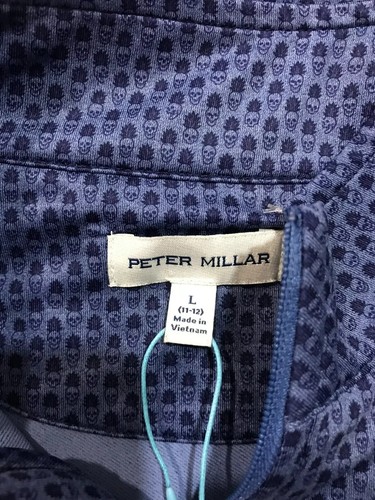 PETER MILLAR
L
(11-12)
Made in
Vietnam